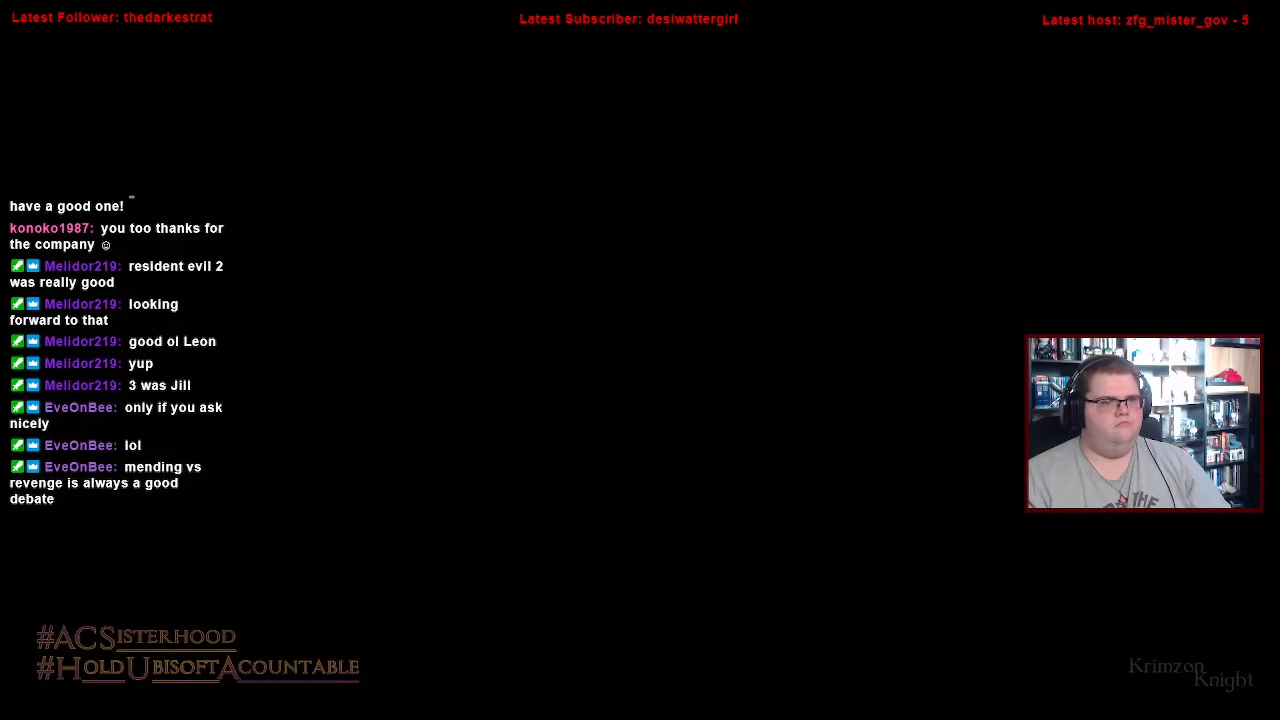 Latest Follower: thedarkestrat
Latest Subscriber: desiwattergirl
Latest host: zfg_mister_gov - 5
have a good one!
konoko1987: you too thanks for
the company ☺
Melidor219: resident evil 2
was really good
Melidor219: looking
forward to that
Melidor219: good ol Leon
Melidor219: yup
Melidor219: 3 was Jill
EveOnBee: only if you ask
nicely
EveOnBee: lol
EveOnBee: mending vs
revenge is always a good
debate
THE
#ACSisterhood
#HoldUbisoftAcountable
Krimzon
Knight